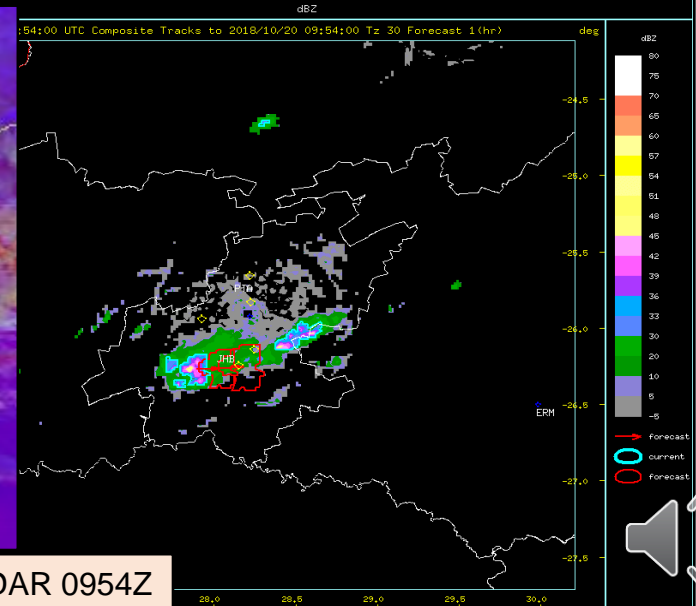 dBZ
:54:00 UTC Composite Tracks to 2018/10/20 09:54:00 Tz 30 Forecast 1(hr)
deg
dBZ
80
75
70
65
60
57
54
51
48
45
42
39
36
33
30
20
10
5
-5
forecast
current
forecast
-24.5
-25.0
-25.5
-26.0
-26.5
-27.0
-27.5
PTA
JHB
ERM
28.0
28.5
29.0
29.5
30.0
DAR 0954Z